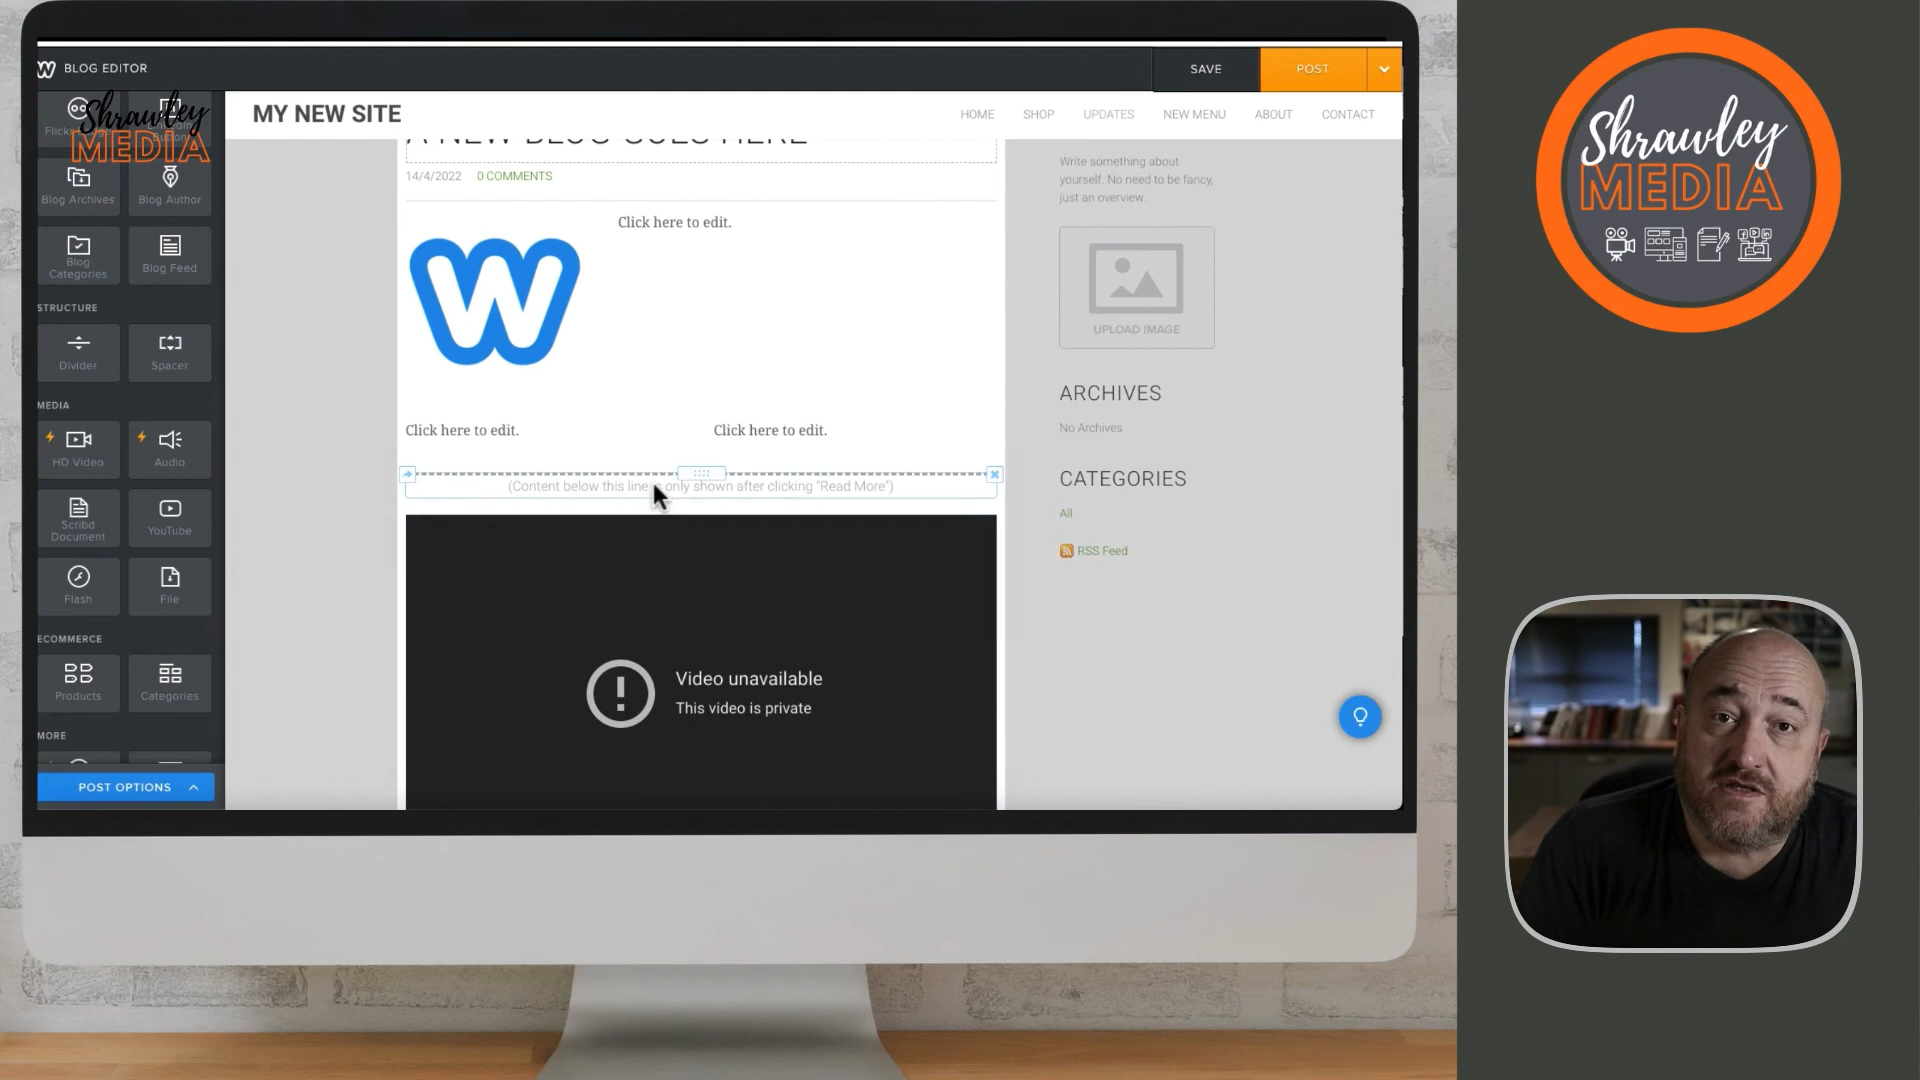 BLOG EDITOR
SAVE
POST
MY NEW SITE
HOME
SHOP
UPDATES
NEW MENU
ABOUT
CONTACT
Shrawley
MEDIA
Blog Archives
Blog Author
Blog
Categories
Blog Feed
STRUCTURE
Divider
Spacer
MEDIA
HD Video
Audio
Scribd
Document
YouTube
Flash
File
ECOMMERCE
Products
Categories
MORE
POST OPTIONS
A NEW BLOG GOES HERE
14/4/2022
0 COMMENTS
Click here to edit.
W
Click here to edit.
Click here to edit.
(Content below this line is only shown after clicking "Read More")
Video unavailable
This video is private
Write something about
yourself. No need to be fancy,
just an overview.
UPLOAD IMAGE
ARCHIVES
No Archives
CATEGORIES
All
RSS Feed
Shrawley
MEDIA